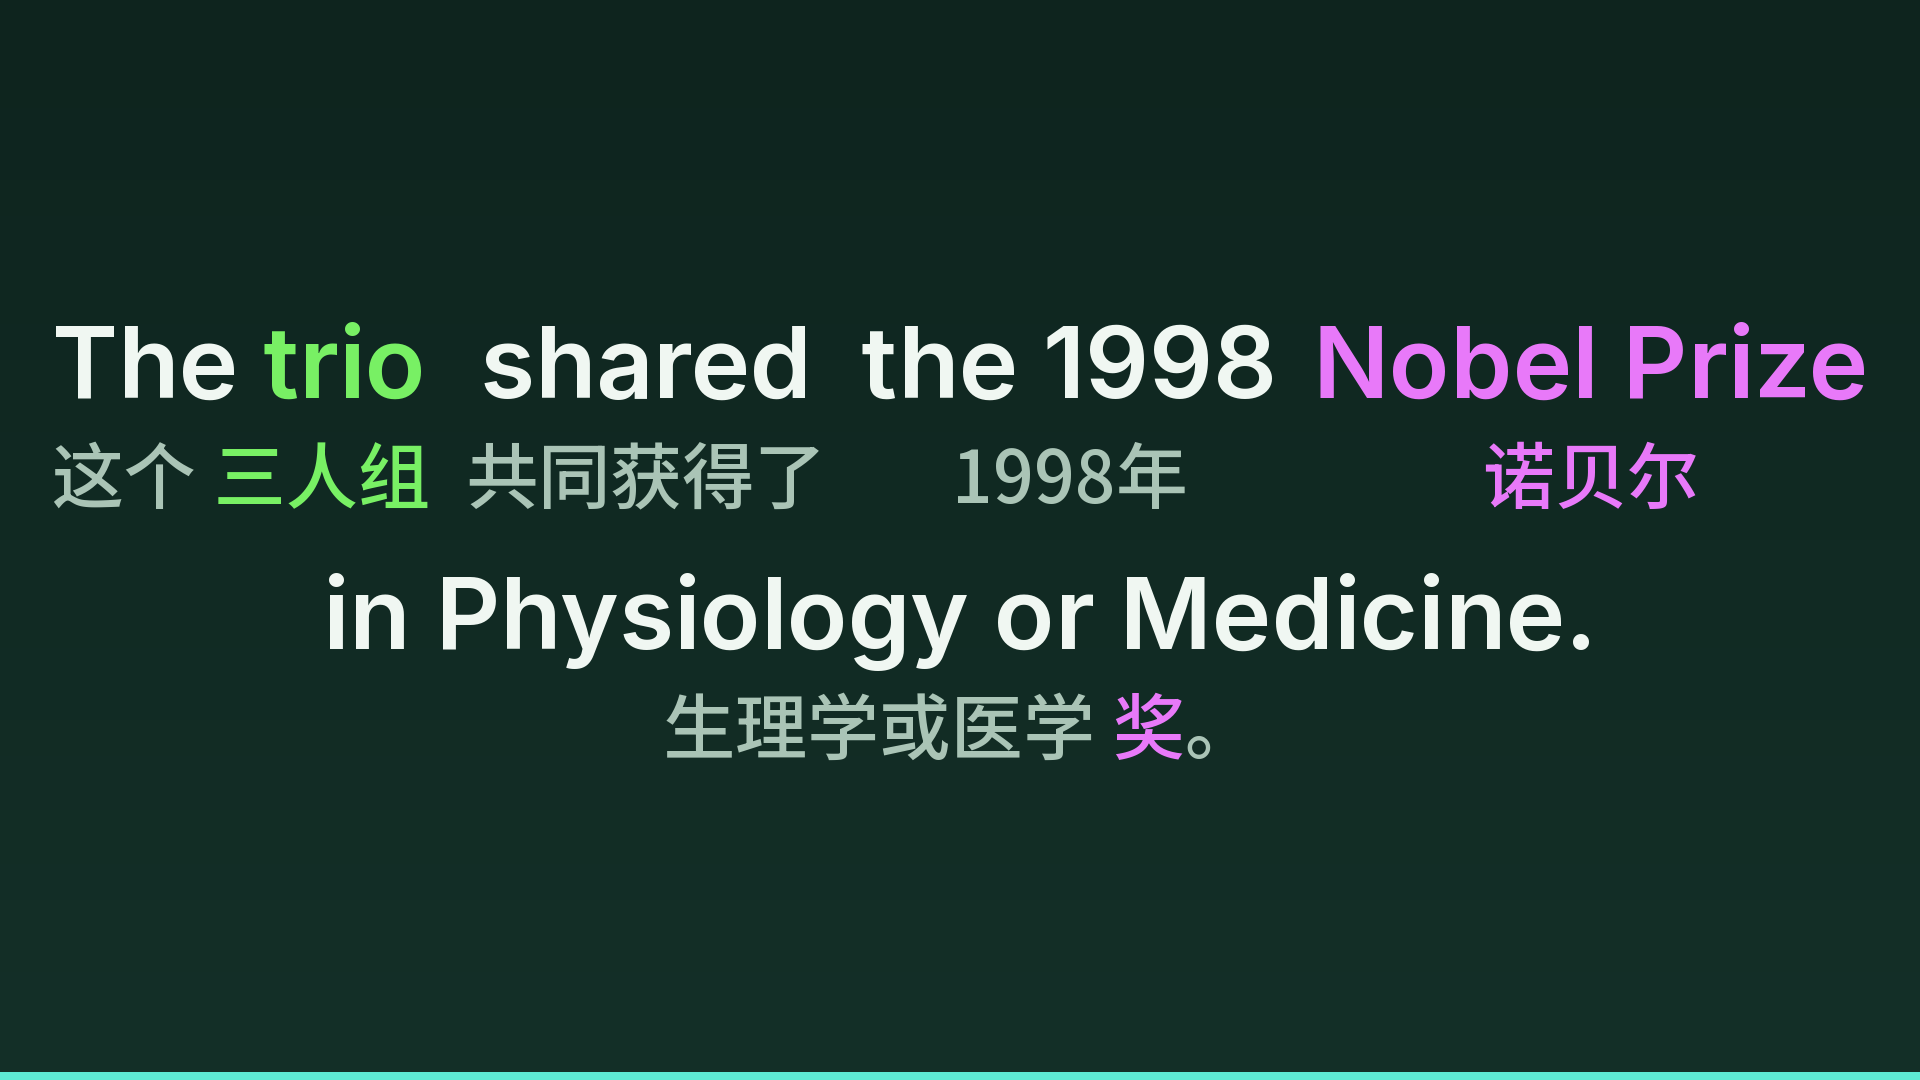 The trio shared the 1998 Nobel Prize
这个 三人组 共同获得了 1998年 诺贝尔
in Physiology or Medicine.
生理学或医学 奖。